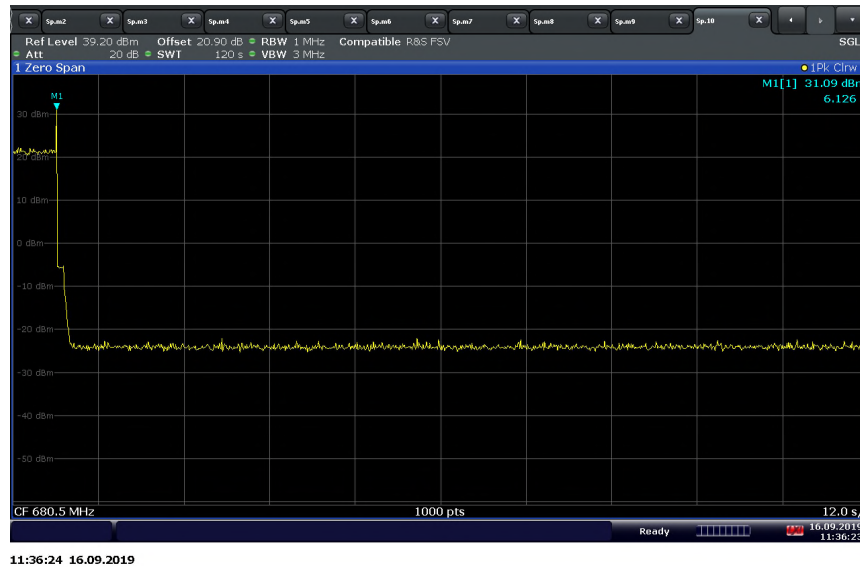 X Sp.m2 X Sp.m3 X Sp.m4 X Sp.m5 X Sp.m6 X Sp.m7 X Sp.m8 X Sp.m9 X Sp.10 X
Ref Level 39.20 dBm Offset 20.90 dB RBW 1 MHz Compatible R&S FSV SGL
Att 20 dB SWT 120 s VBW 3 MHz
1 Zero Span 1Pk Clrw
M1[1] 31.09 dBm
6.126
M1
30 dBm
20 dBm
10 dBm
0 dBm
-10 dBm
-20 dBm
-30 dBm
-40 dBm
-50 dBm
CF 680.5 MHz 1000 pts 12.0 s/
Ready 16.09.2019
11:36:23
11:36:24 16.09.2019